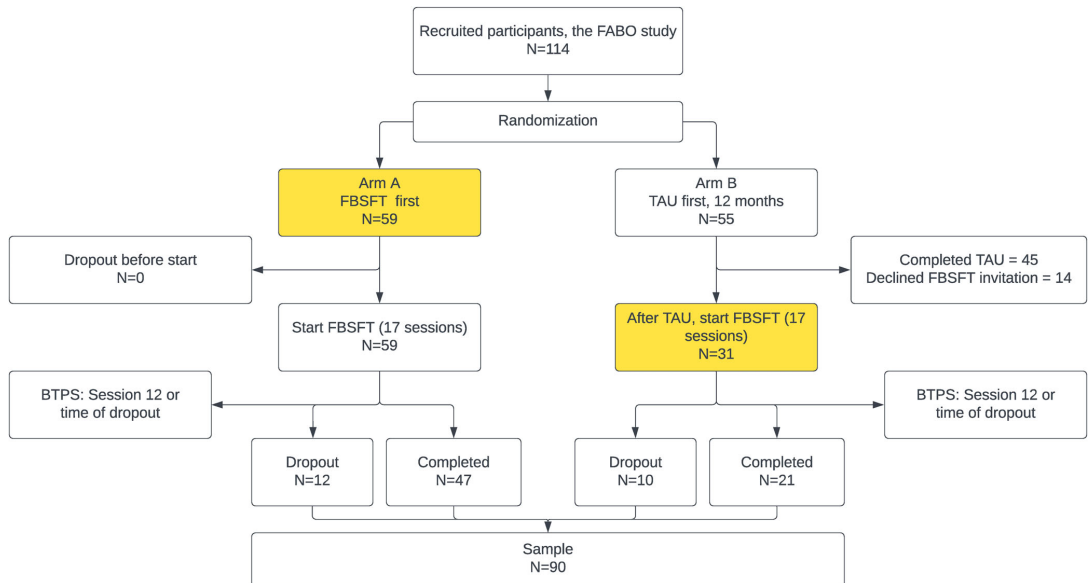 Recruited participants, the FABO study
N=114
Randomization
Arm A
FBSFT first
N=59
Arm B
TAU first, 12 months
N=55
Dropout before start
N=0
Completed TAU = 45
Declined FBSFT invitation = 14
Start FBSFT (17 sessions)
N=59
After TAU, start FBSFT (17
sessions)
N=31
BTPS: Session 12 or
time of dropout
BTPS: Session 12 or
time of dropout
Dropout
N=12
Completed
N=47
Dropout
N=10
Completed
N=21
Sample
N=90